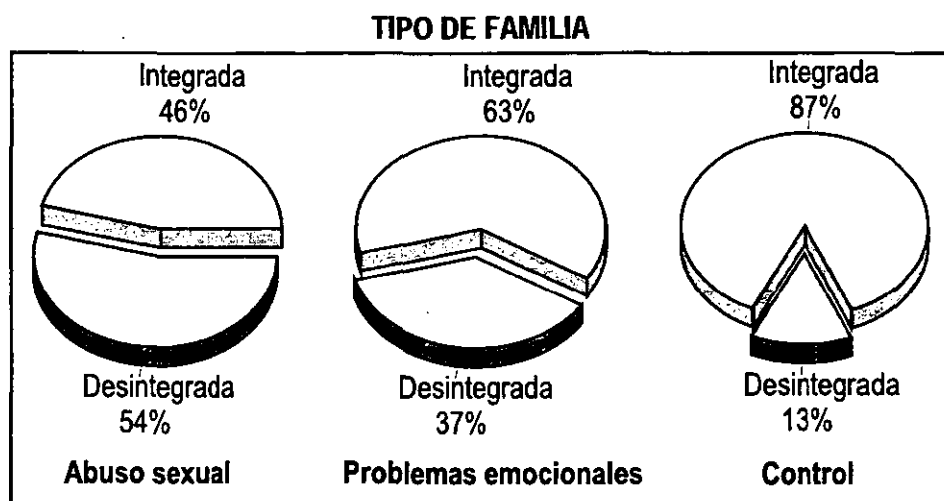 TIPO DE FAMILIA
Integrada
46%
Integrada
63%
Integrada
87%
Desintegrada
54%
Desintegrada
37%
Desintegrada
13%
Abuso sexual
Problemas emocionales
Control